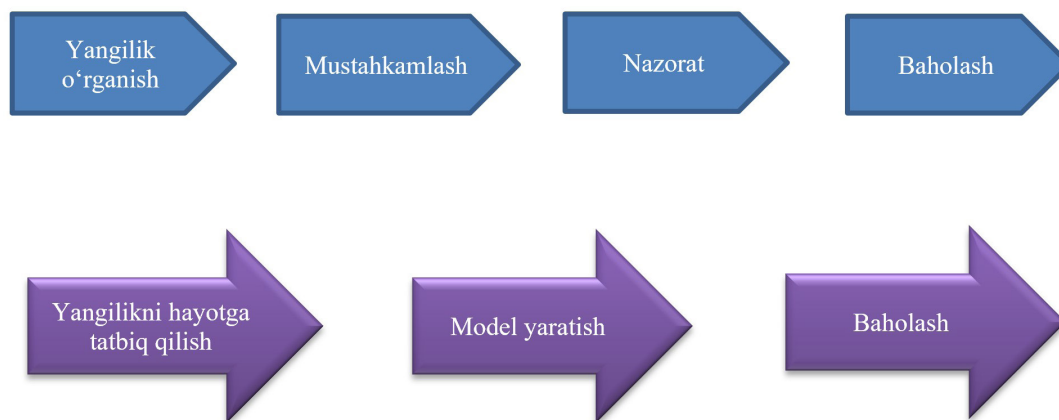 Yangilik
o‘rganish
Mustahkamlash
Nazorat
Baholash
Yangilikni hayotga
tatbiq qilish
Model yaratish
Baholash